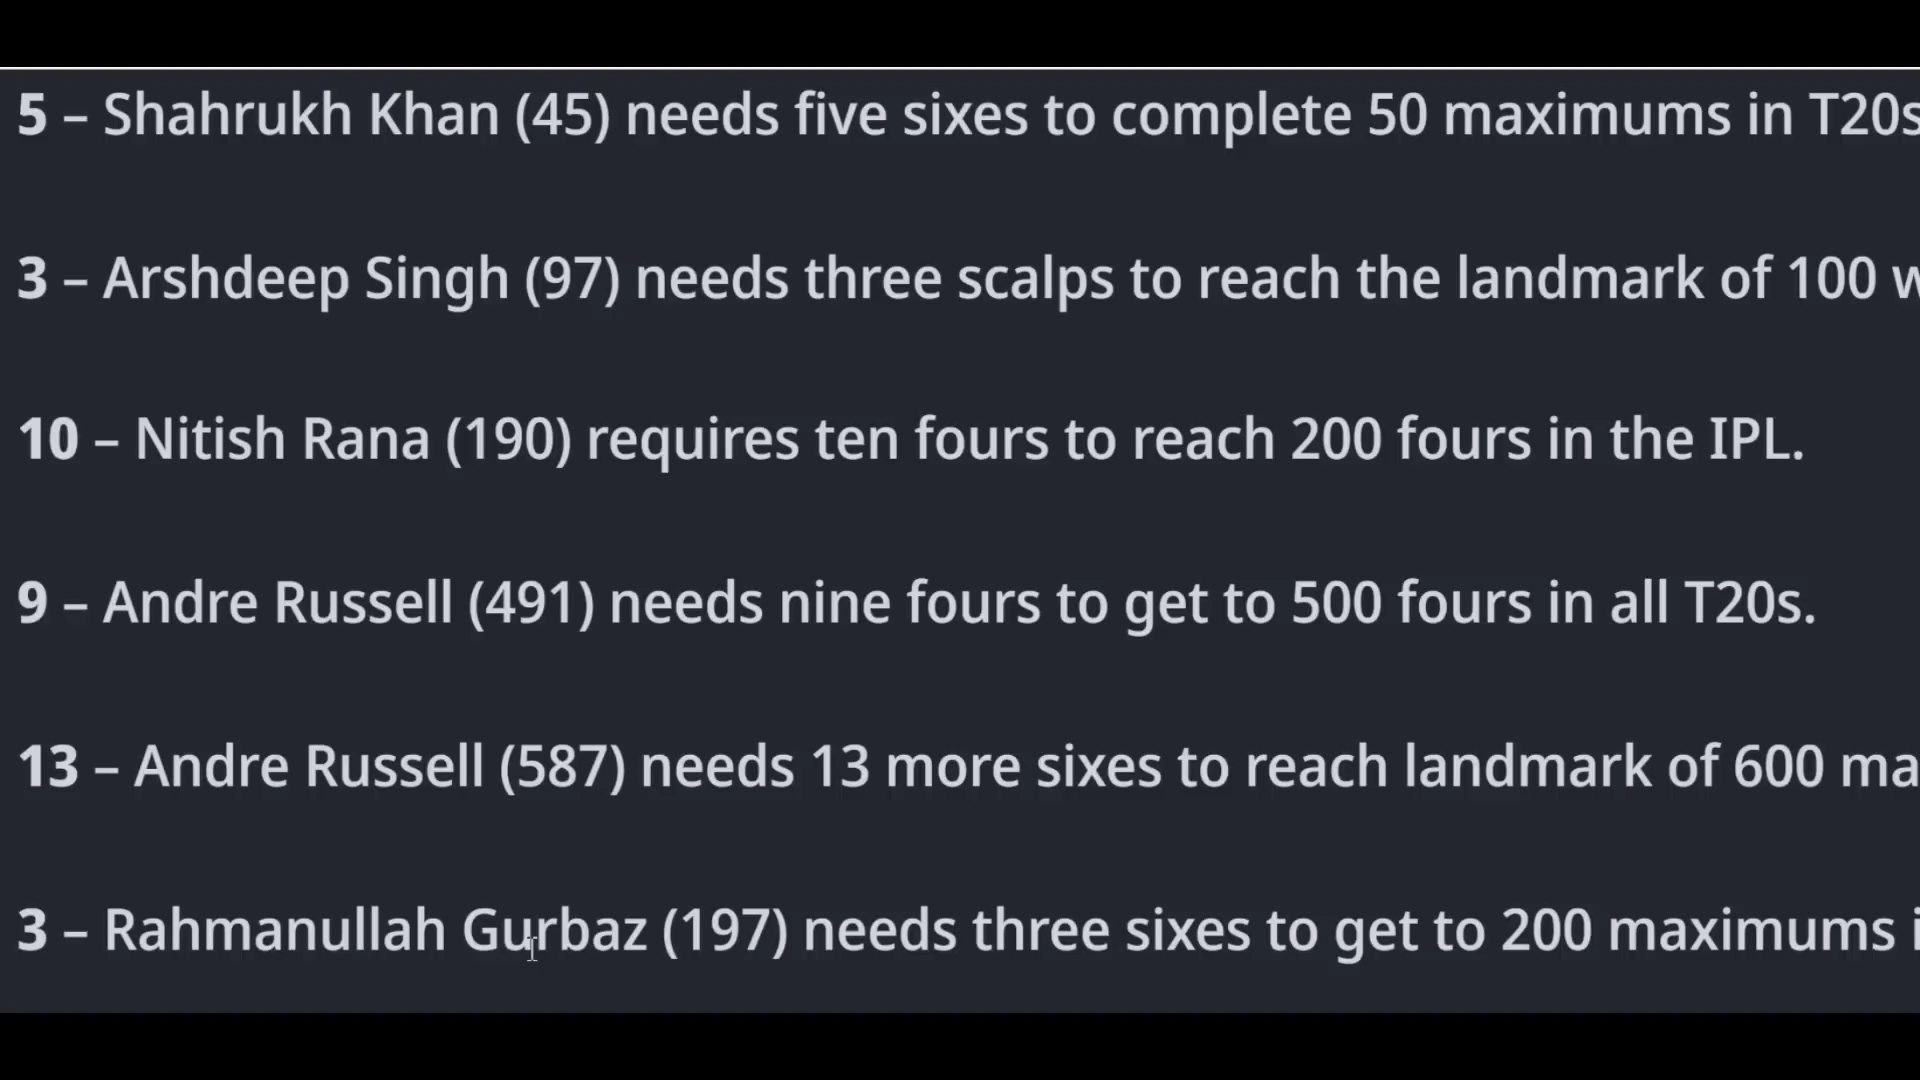 5 – Shahrukh Khan (45) needs five sixes to complete 50 maximums in T20s
3 – Arshdeep Singh (97) needs three scalps to reach the landmark of 100
10 – Nitish Rana (190) requires ten fours to reach 200 fours in the IPL.
9 – Andre Russell (491) needs nine fours to get to 500 fours in all T20s.
13 – Andre Russell (587) needs 13 more sixes to reach landmark of 600
3 – Rahmanullah Gurbaz (197) needs three sixes to get to 200 maximums